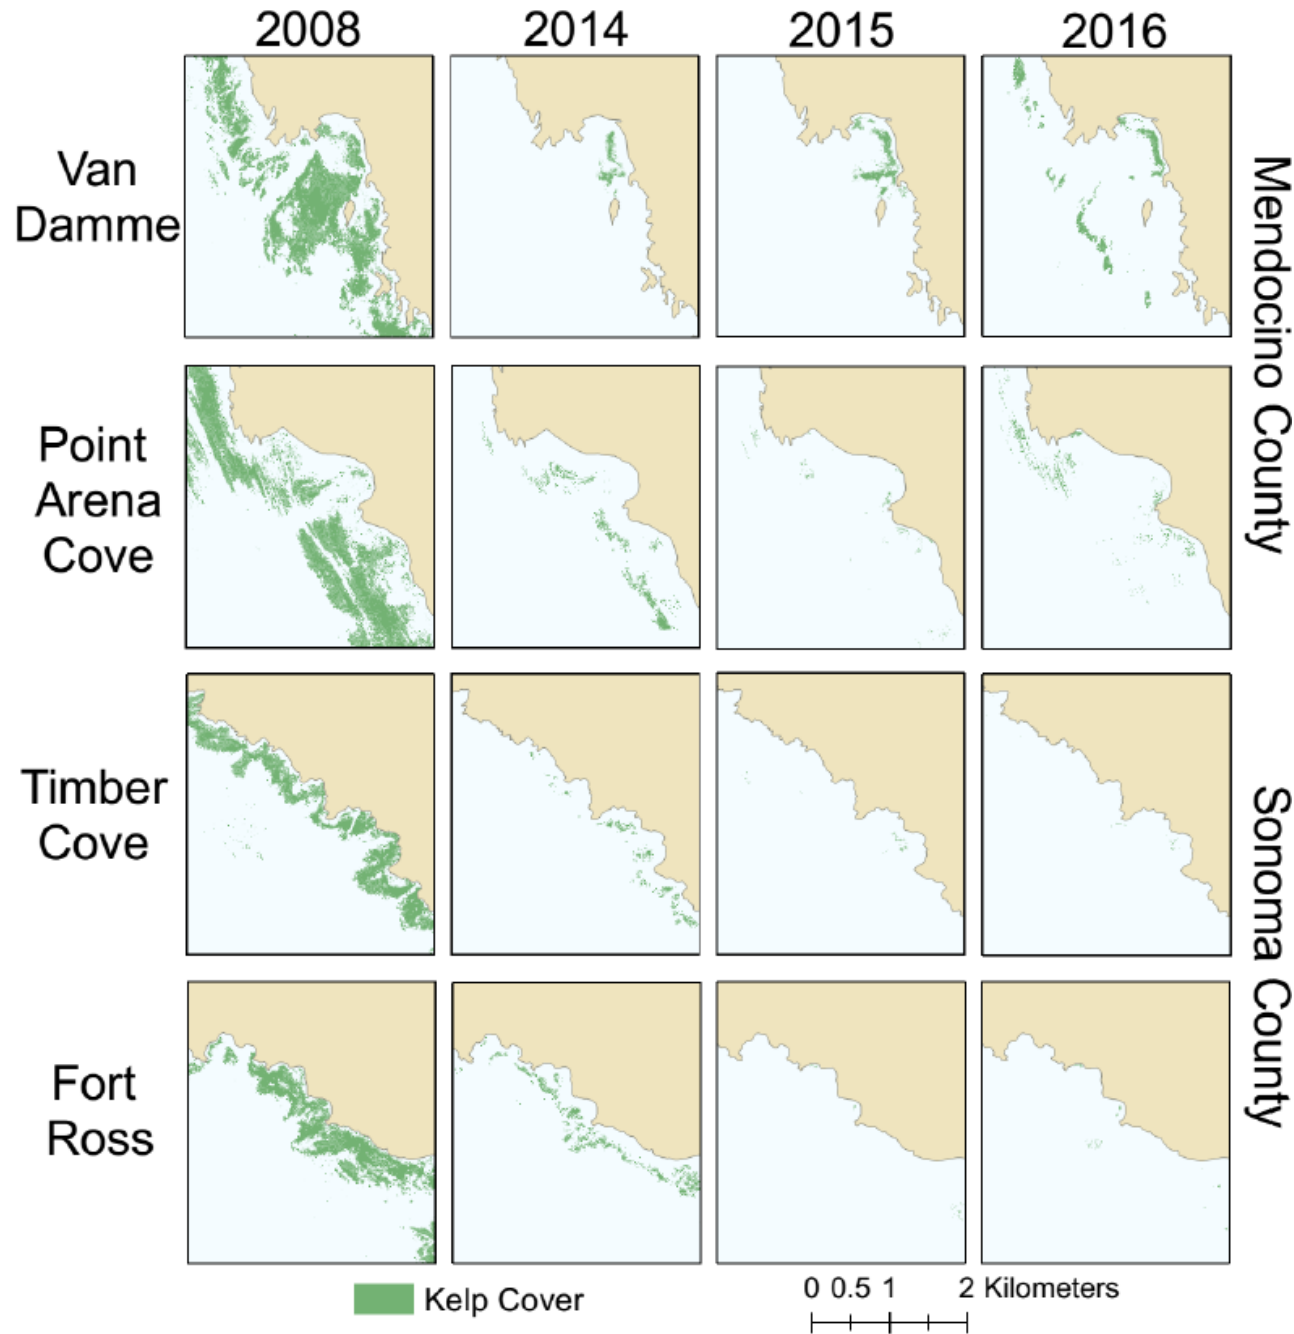 2008 2014 2015 2016
Van
Damme
Mendocino County
Point
Arena
Cove
Timber
Cove
Sonoma County
Fort
Ross
Kelp Cover
0 0.5 1 2 Kilometers